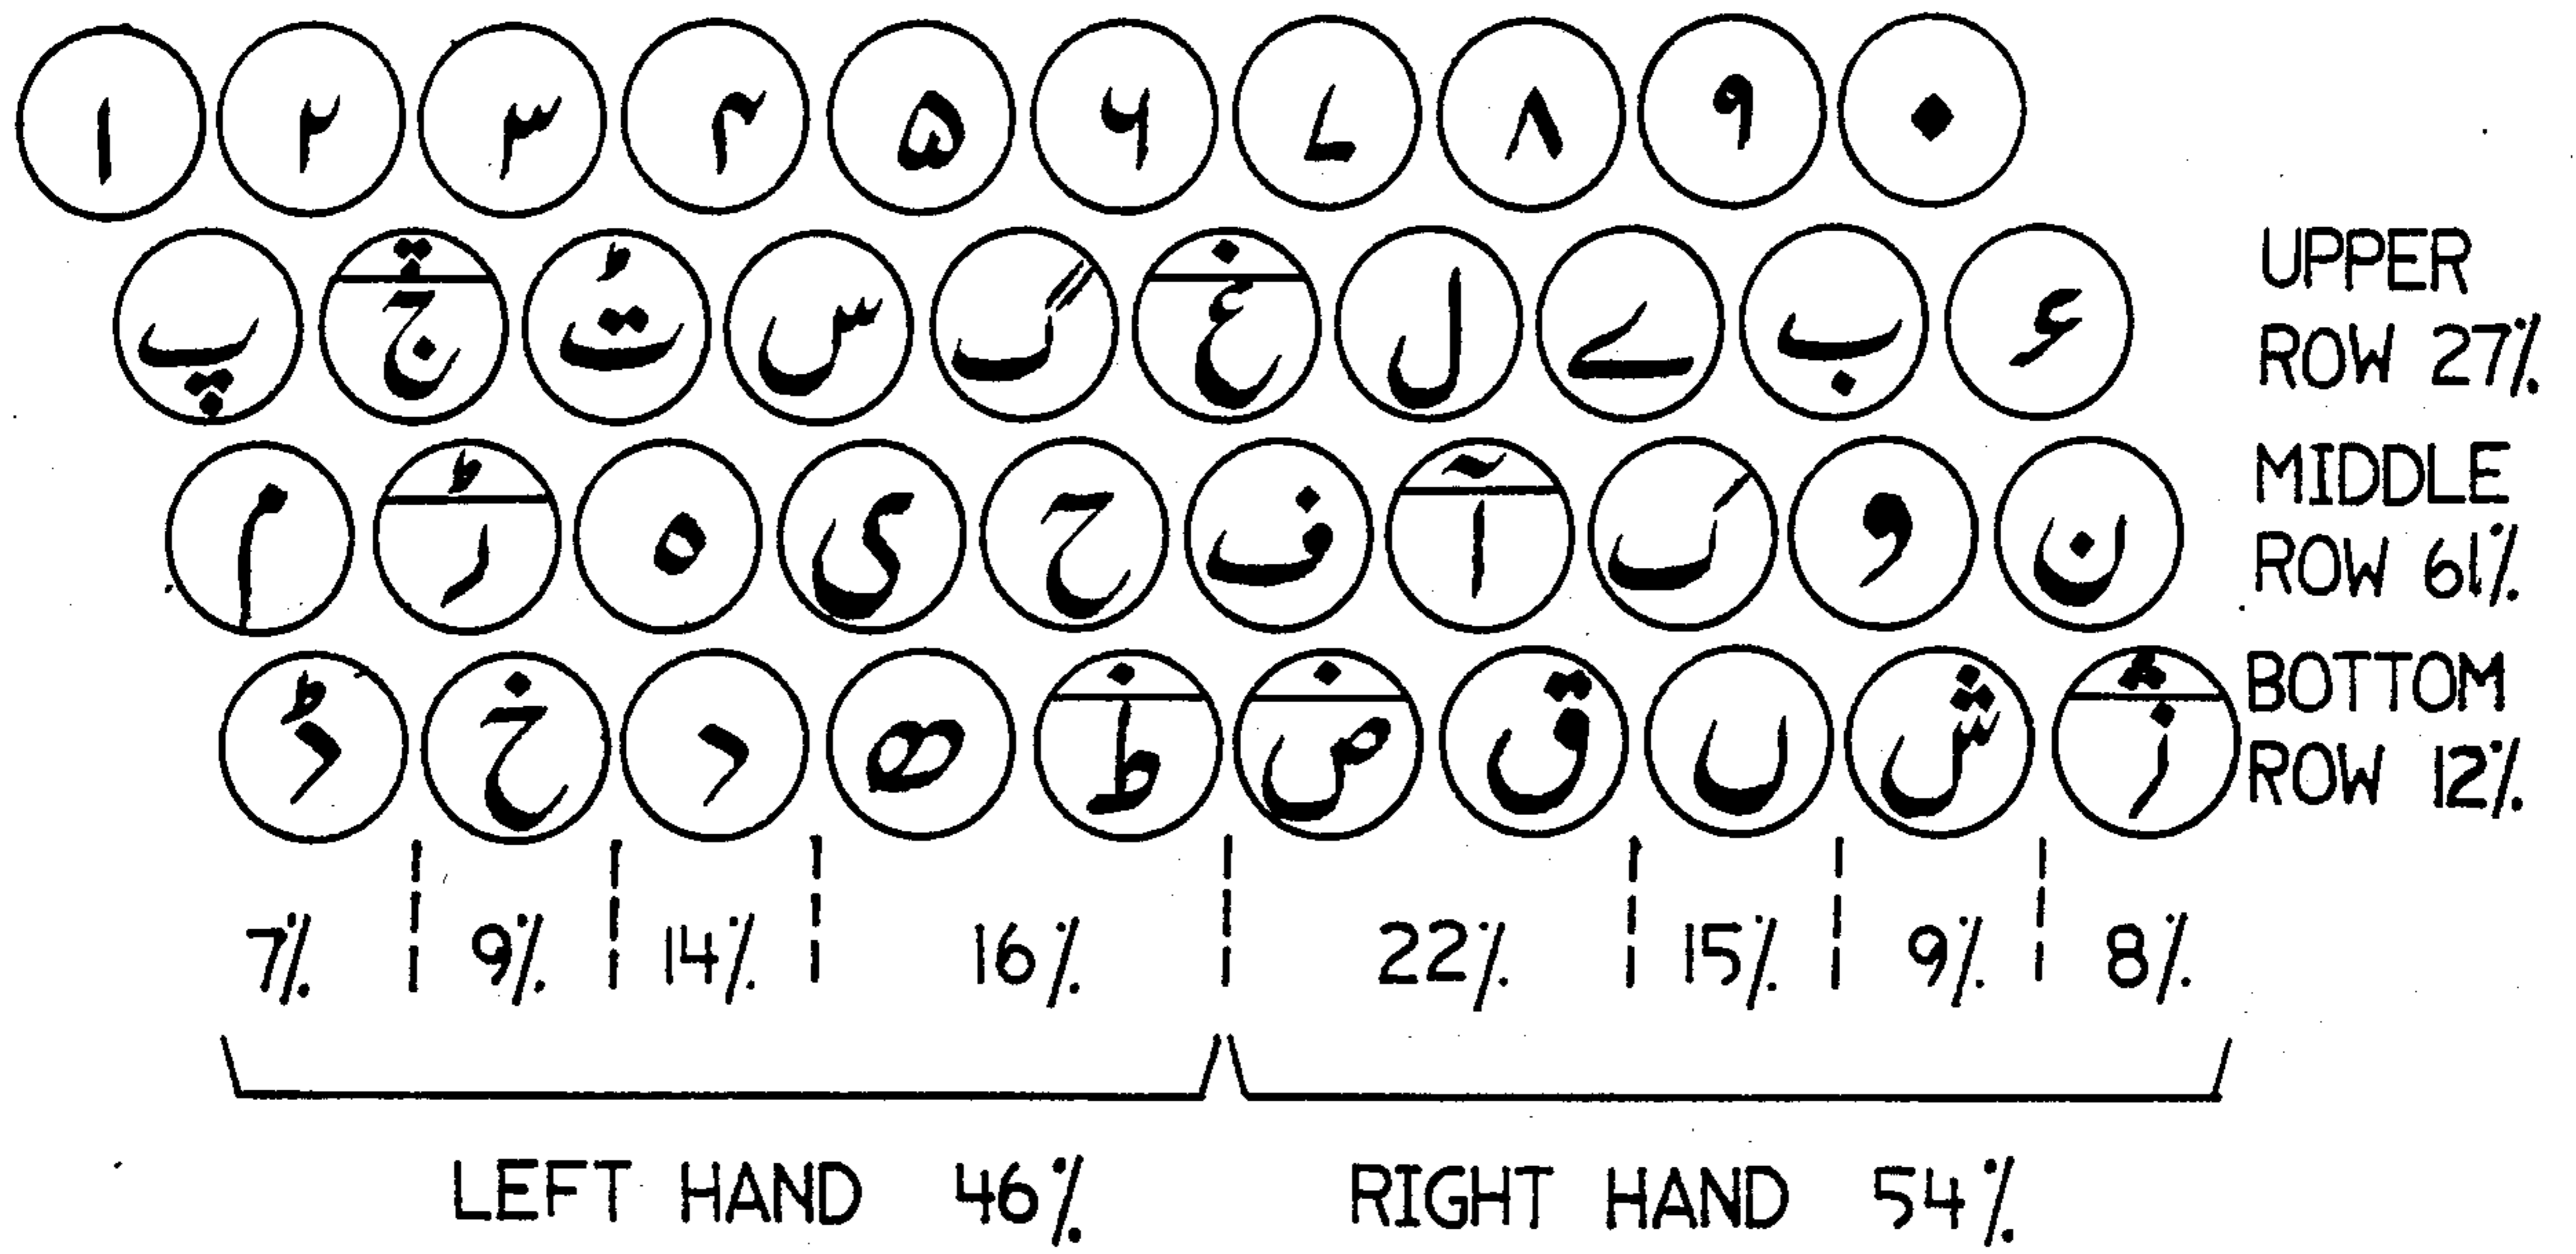 ۱ ۲ ۳ ۴ ۵ ۶ ۷ ۸ ۹ ۰
پ چ ٹ س گ غ ل ے ب ء UPPER ROW 27%
م ڑ ہ ی ح ف آ ک و ن MIDDLE ROW 61%
ڈ خ د ھ ظ ض ق ں ش ژ BOTTOM ROW 12%
7% 9% 14% 16% 22% 15% 9% 8%
LEFT HAND 46% RIGHT HAND 54%